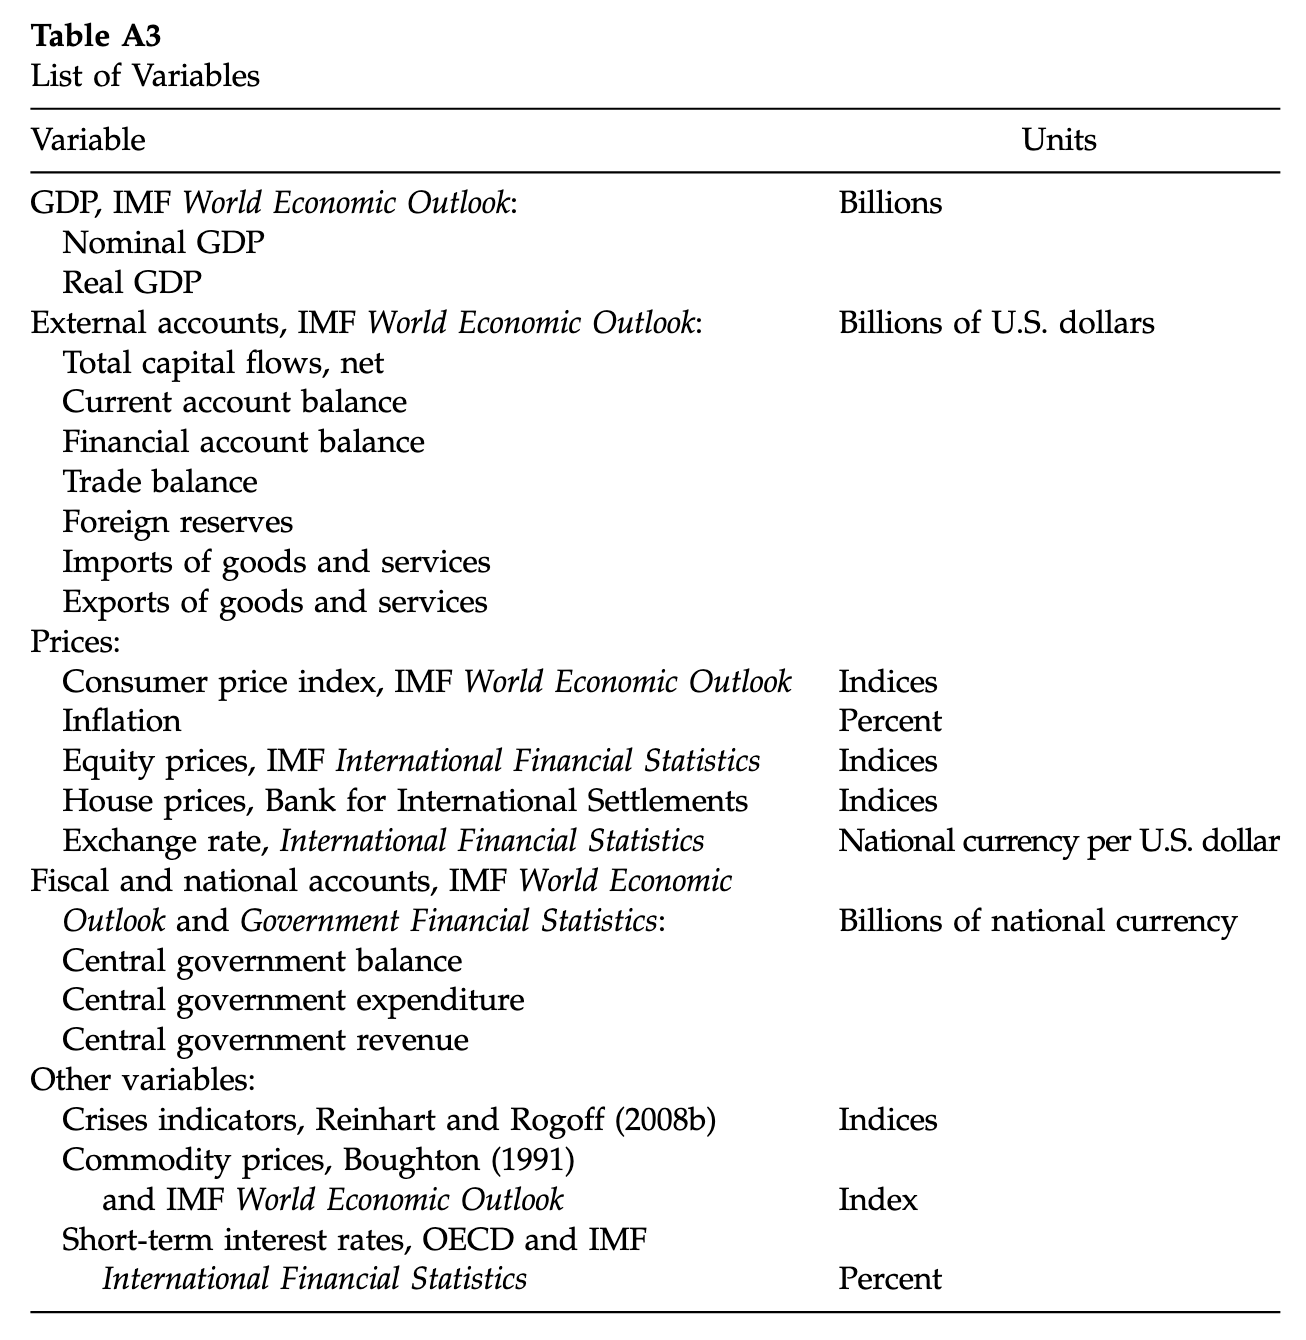 Table A3
List of Variables
Variable Units
GDP, IMF World Economic Outlook: Billions
Nominal GDP
Real GDP
External accounts, IMF World Economic Outlook: Billions of U.S. dollars
Total capital flows, net
Current account balance
Financial account balance
Trade balance
Foreign reserves
Imports of goods and services
Exports of goods and services
Prices:
Consumer price index, IMF World Economic Outlook Indices
Inflation Percent
Equity prices, IMF International Financial Statistics Indices
House prices, Bank for International Settlements Indices
Exchange rate, International Financial Statistics National currency per U.S. dollar
Fiscal and national accounts, IMF World Economic
Outlook and Government Financial Statistics: Billions of national currency
Central government balance
Central government expenditure
Central government revenue
Other variables:
Crises indicators, Reinhart and Rogoff (2008b) Indices
Commodity prices, Boughton (1991)
and IMF World Economic Outlook Index
Short-term interest rates, OECD and IMF
International Financial Statistics Percent